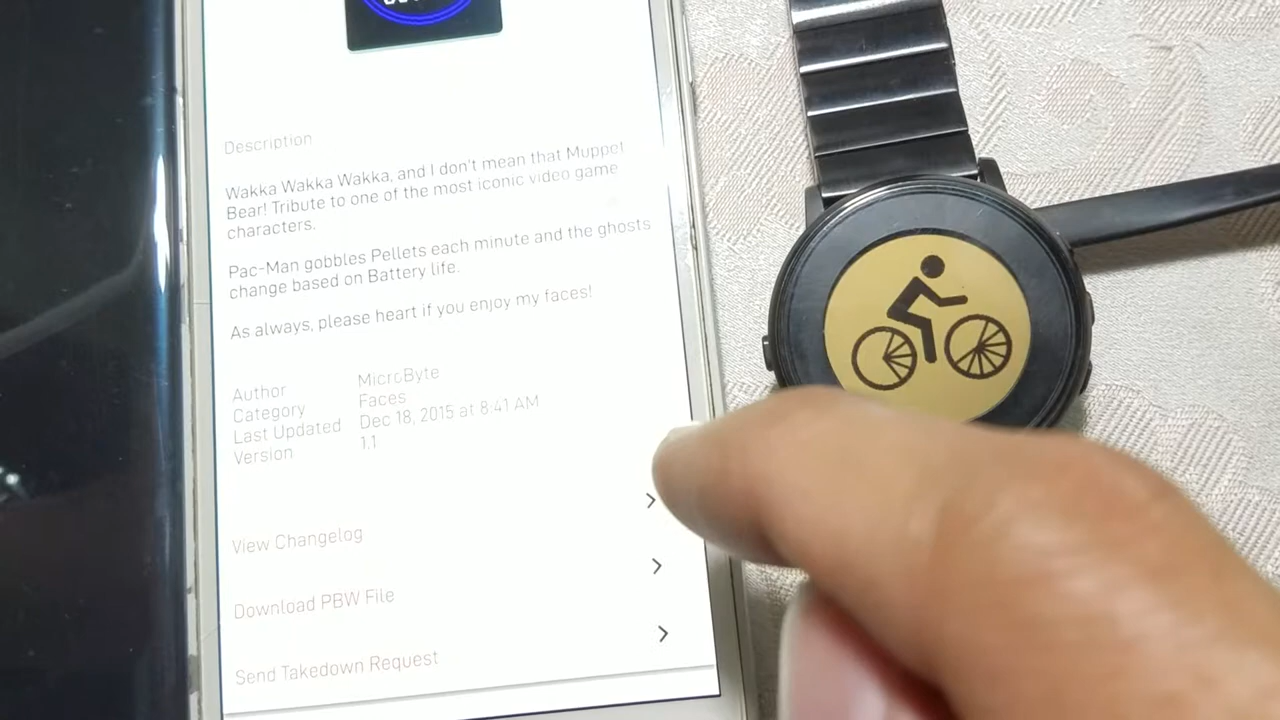 Description
Wakka Wakka Wakka, and I don't mean that Muppet
Bear! Tribute to one of the most iconic video game
characters.
Pac-Man gobbles Pellets each minute and the ghosts
change based on Battery life.
As always, please heart if you enjoy my faces!
Author MicroByte
Category Faces
Last Updated Dec 18, 2015 at 8:41 AM
Version 1.1
View Changelog
Download PBW File
Send Takedown Request